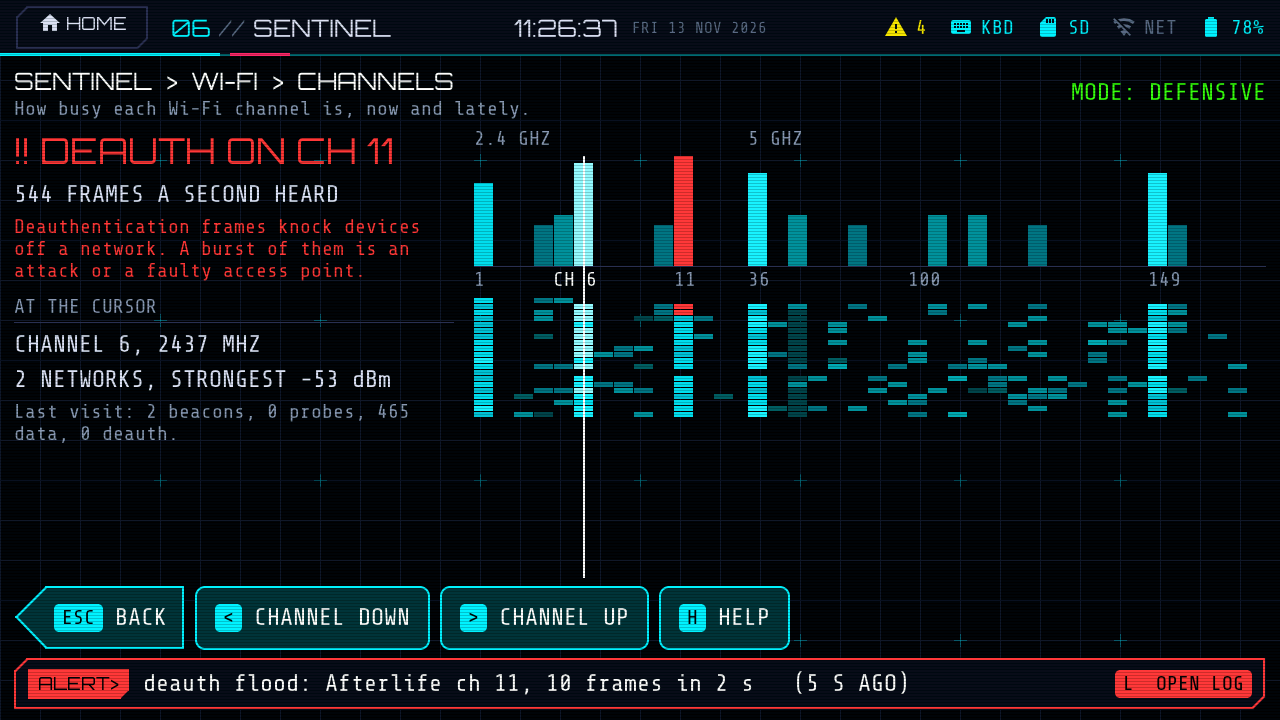 HOME
06 // SENTINEL
11:26:37 FRI 13 NOV 2026
4 KBD SD NET 78%
SENTINEL > WI-FI > CHANNELS
How busy each Wi-Fi channel is, now and lately.
MODE: DEFENSIVE
!! DEAUTH ON CH 11
544 FRAMES A SECOND HEARD
Deauthentication frames knock devices
off a network. A burst of them is an
attack or a faulty access point.
AT THE CURSOR
CHANNEL 6, 2437 MHZ
2 NETWORKS, STRONGEST -53 dBm
Last visit: 2 beacons, 0 probes, 465
data, 0 deauth.
2.4 GHZ 5 GHZ
1 CH 6 11 36 100 149
ESC BACK
< CHANNEL DOWN
> CHANNEL UP
H HELP
ALERT> deauth flood: Afterlife ch 11, 10 frames in 2 s (5 S AGO)
L OPEN LOG